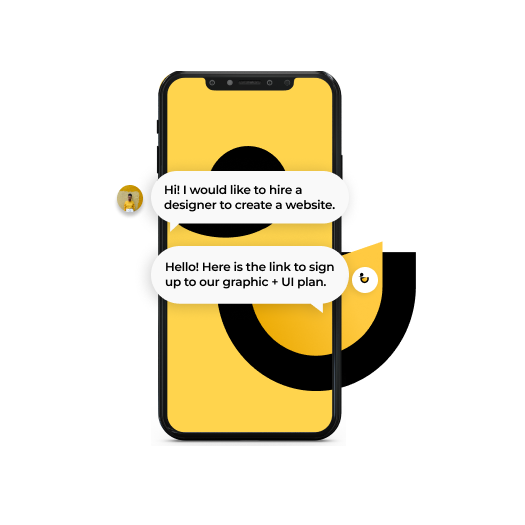 Hi! I would like to hire a
designer to create a website.
Hello! Here is the link to sign
up to our graphic + UI plan.